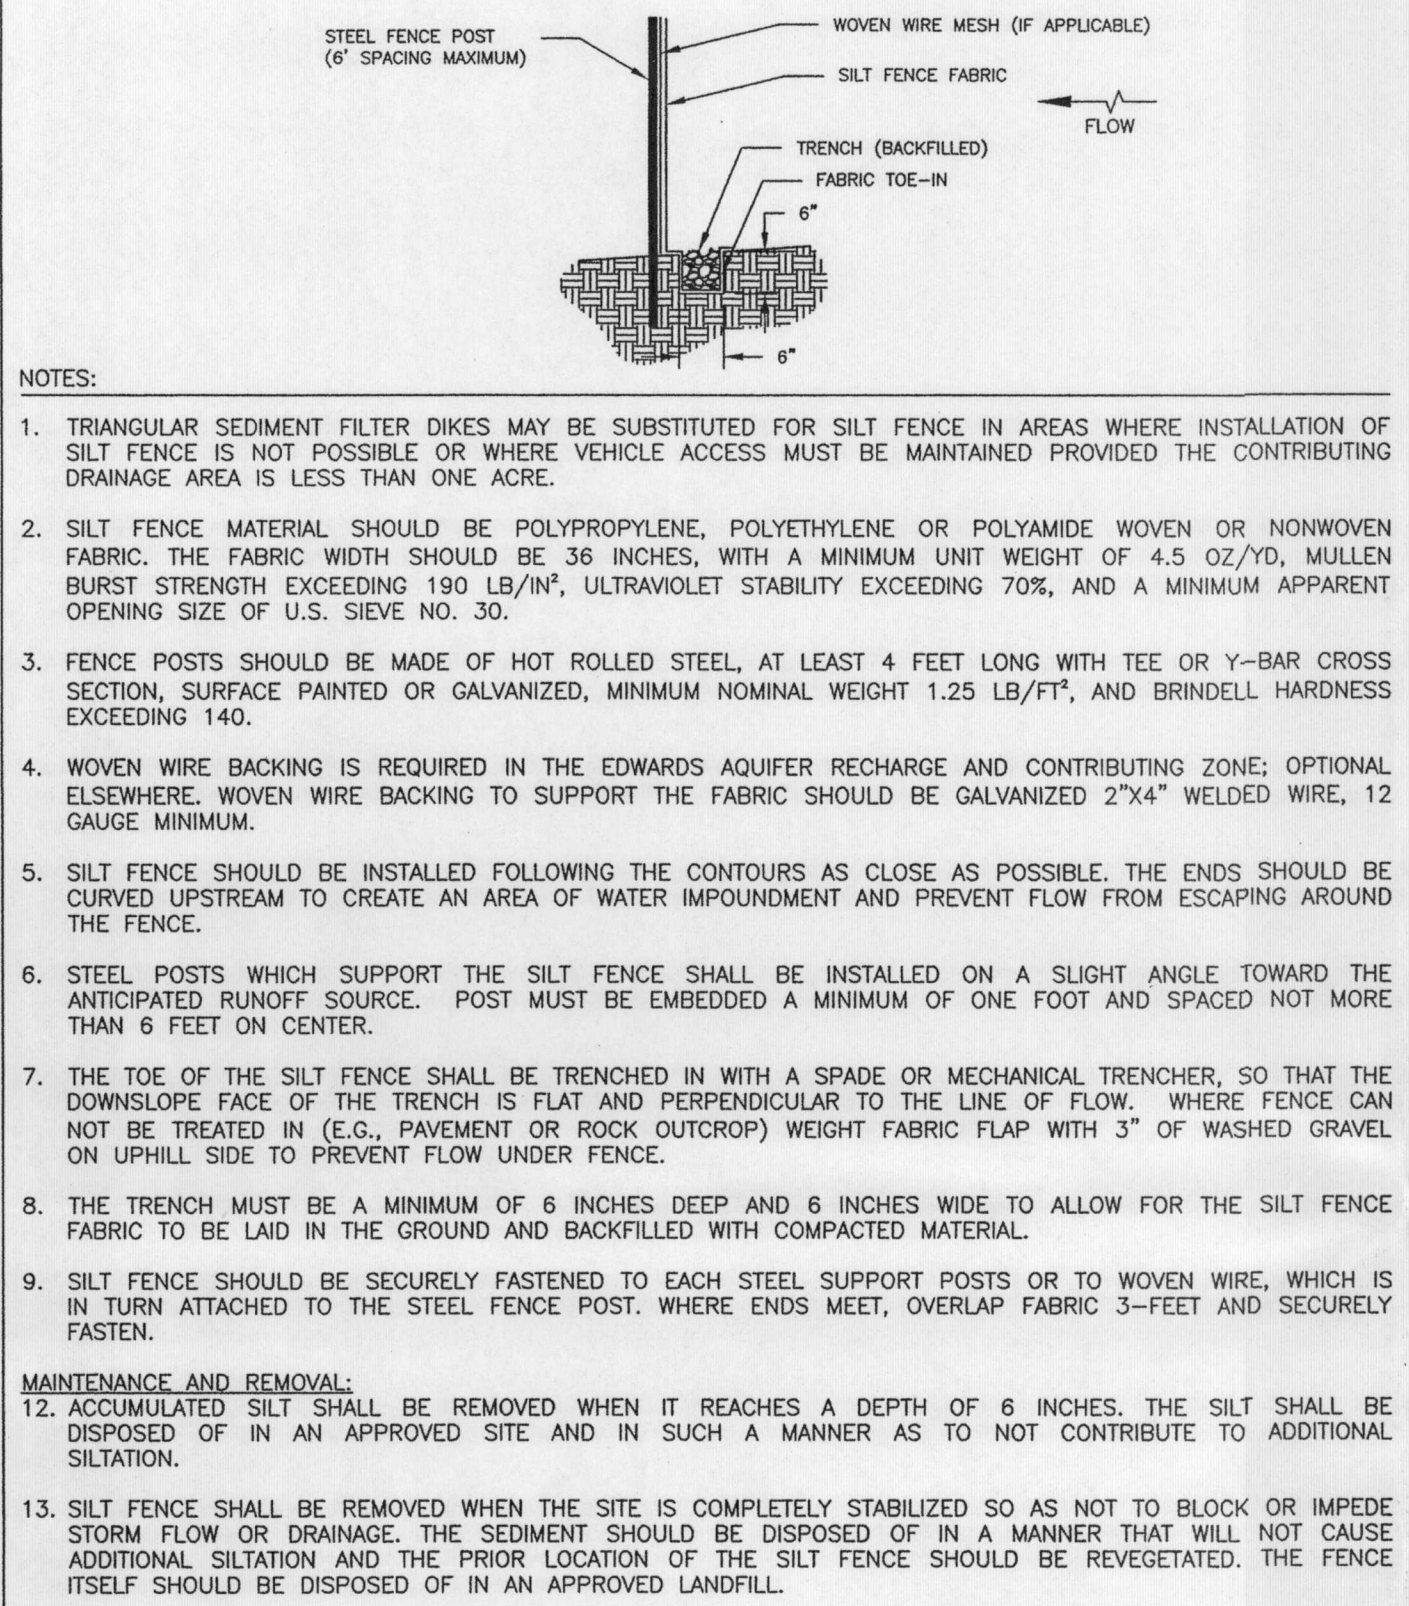 STEEL FENCE POST
(6' SPACING MAXIMUM)
WOVEN WIRE MESH (IF APPLICABLE)
SILT FENCE FABRIC
FLOW
TRENCH (BACKFILLED)
FABRIC TOE-IN
6"
6"
NOTES:
1. TRIANGULAR SEDIMENT FILTER DIKES MAY BE SUBSTITUTED FOR SILT FENCE IN AREAS WHERE INSTALLATION OF
SILT FENCE IS NOT POSSIBLE OR WHERE VEHICLE ACCESS MUST BE MAINTAINED PROVIDED THE CONTRIBUTING
DRAINAGE AREA IS LESS THAN ONE ACRE.
2. SILT FENCE MATERIAL SHOULD BE POLYPROPYLENE, POLYETHYLENE OR POLYAMIDE WOVEN OR NONWOVEN
FABRIC. THE FABRIC WIDTH SHOULD BE 36 INCHES, WITH A MINIMUM UNIT WEIGHT OF 4.5 OZ/YD, MULLEN
BURST STRENGTH EXCEEDING 190 LB/IN², ULTRAVIOLET STABILITY EXCEEDING 70%, AND A MINIMUM APPARENT
OPENING SIZE OF U.S. SIEVE NO. 30.
3. FENCE POSTS SHOULD BE MADE OF HOT ROLLED STEEL, AT LEAST 4 FEET LONG WITH TEE OR Y-BAR CROSS
SECTION, SURFACE PAINTED OR GALVANIZED, MINIMUM NOMINAL WEIGHT 1.25 LB/FT², AND BRINDELL HARDNESS
EXCEEDING 140.
4. WOVEN WIRE BACKING IS REQUIRED IN THE EDWARDS AQUIFER RECHARGE AND CONTRIBUTING ZONE; OPTIONAL
ELSEWHERE. WOVEN WIRE BACKING TO SUPPORT THE FABRIC SHOULD BE GALVANIZED 2"X4" WELDED WIRE, 12
GAUGE MINIMUM.
5. SILT FENCE SHOULD BE INSTALLED FOLLOWING THE CONTOURS AS CLOSE AS POSSIBLE. THE ENDS SHOULD BE
CURVED UPSTREAM TO CREATE AN AREA OF WATER IMPOUNDMENT AND PREVENT FLOW FROM ESCAPING AROUND
THE FENCE.
6. STEEL POSTS WHICH SUPPORT THE SILT FENCE SHALL BE INSTALLED ON A SLIGHT ANGLE TOWARD THE
ANTICIPATED RUNOFF SOURCE. POST MUST BE EMBEDDED A MINIMUM OF ONE FOOT AND SPACED NOT MORE
THAN 6 FEET ON CENTER.
7. THE TOE OF THE SILT FENCE SHALL BE TRENCHED IN WITH A SPADE OR MECHANICAL TRENCHER, SO THAT THE
DOWNSLOPE FACE OF THE TRENCH IS FLAT AND PERPENDICULAR TO THE LINE OF FLOW. WHERE FENCE CAN
NOT BE TREATED IN (E.G., PAVEMENT OR ROCK OUTCROP) WEIGHT FABRIC FLAP WITH 3" OF WASHED GRAVEL
ON UPHILL SIDE TO PREVENT FLOW UNDER FENCE.
8. THE TRENCH MUST BE A MINIMUM OF 6 INCHES DEEP AND 6 INCHES WIDE TO ALLOW FOR THE SILT FENCE
FABRIC TO BE LAID IN THE GROUND AND BACKFILLED WITH COMPACTED MATERIAL.
9. SILT FENCE SHOULD BE SECURELY FASTENED TO EACH STEEL SUPPORT POSTS OR TO WOVEN WIRE, WHICH IS
IN TURN ATTACHED TO THE STEEL FENCE POST. WHERE ENDS MEET, OVERLAP FABRIC 3-FEET AND SECURELY
FASTEN.
MAINTENANCE AND REMOVAL:
12. ACCUMULATED SILT SHALL BE REMOVED WHEN IT REACHES A DEPTH OF 6 INCHES. THE SILT SHALL BE
DISPOSED OF IN AN APPROVED SITE AND IN SUCH A MANNER AS TO NOT CONTRIBUTE TO ADDITIONAL
SILTATION.
13. SILT FENCE SHALL BE REMOVED WHEN THE SITE IS COMPLETELY STABILIZED SO AS NOT TO BLOCK OR IMPEDE
STORM FLOW OR DRAINAGE. THE SEDIMENT SHOULD BE DISPOSED OF IN A MANNER THAT WILL NOT CAUSE
ADDITIONAL SILTATION AND THE PRIOR LOCATION OF THE SILT FENCE SHOULD BE REVEGETATED. THE FENCE
ITSELF SHOULD BE DISPOSED OF IN AN APPROVED LANDFILL.